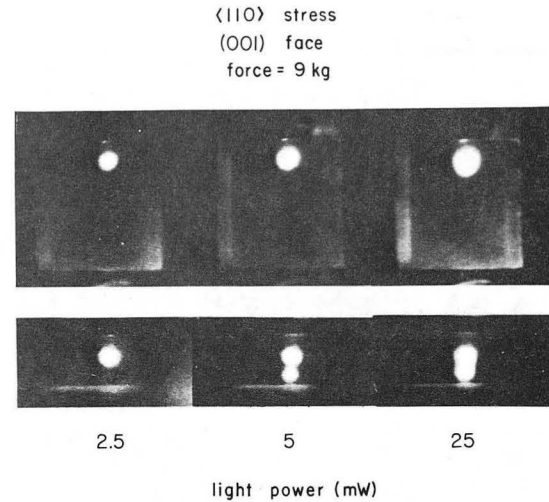 ⟨110⟩ stress
(001) face
force = 9 kg
2.5 5 25
light power (mW)